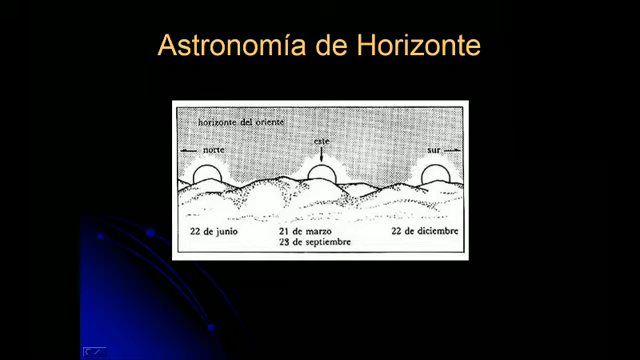 Astronomía de Horizonte
horizonte del oriente
norte
este
sur
22 de junio
21 de marzo
23 de septiembre
22 de diciembre